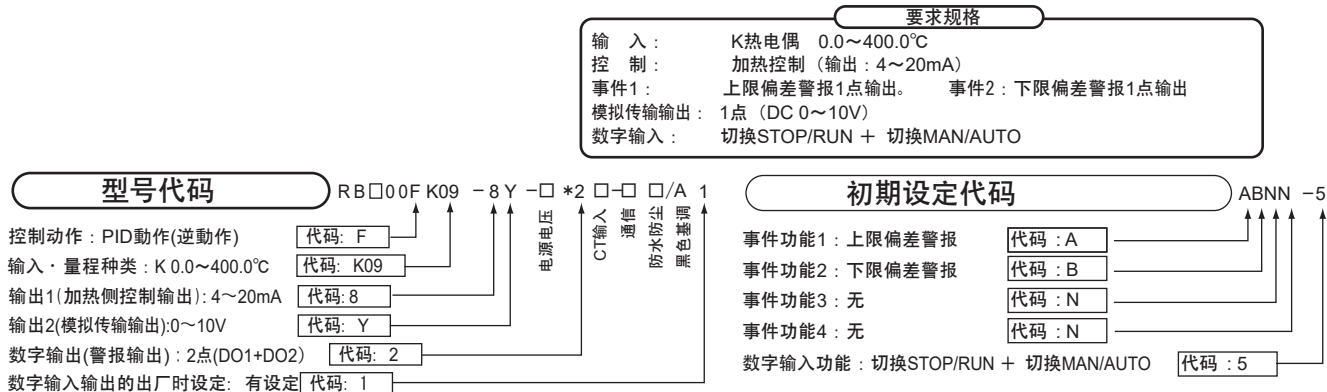 要求规格
输 入： K热电偶 0.0～400.0℃
控 制： 加热控制（输出：4～20mA）
事件1： 上限偏差警报1点输出。 事件2：下限偏差警报1点输出
模拟传输输出： 1点（DC 0～10V）
数字输入： 切换STOP/RUN ＋ 切换MAN/AUTO
型号代码 RB□00F K09 －8 Y －□ *2 □－□ □/A 1
控制动作：PID動作(逆動作) 代码: F
输入・量程种类：K 0.0～400.0℃ 代码: K09
输出1(加热侧控制输出)：4～20mA 代码: 8
输出2(模拟传输输出):0～10V 代码: Y
数字输出(警报输出)：2点(DO1+DO2） 代码: 2
数字输入输出的出厂时设定: 有设定 代码: 1
电源电压
CT输入
通信
防水防尘
黑色基调
初期设定代码 ABNN －5
事件功能1：上限偏差警报 代码：A
事件功能2：下限偏差警报 代码：B
事件功能3：无 代码：N
事件功能4：无 代码：N
数字输入功能：切换STOP/RUN ＋ 切换MAN/AUTO 代码：5